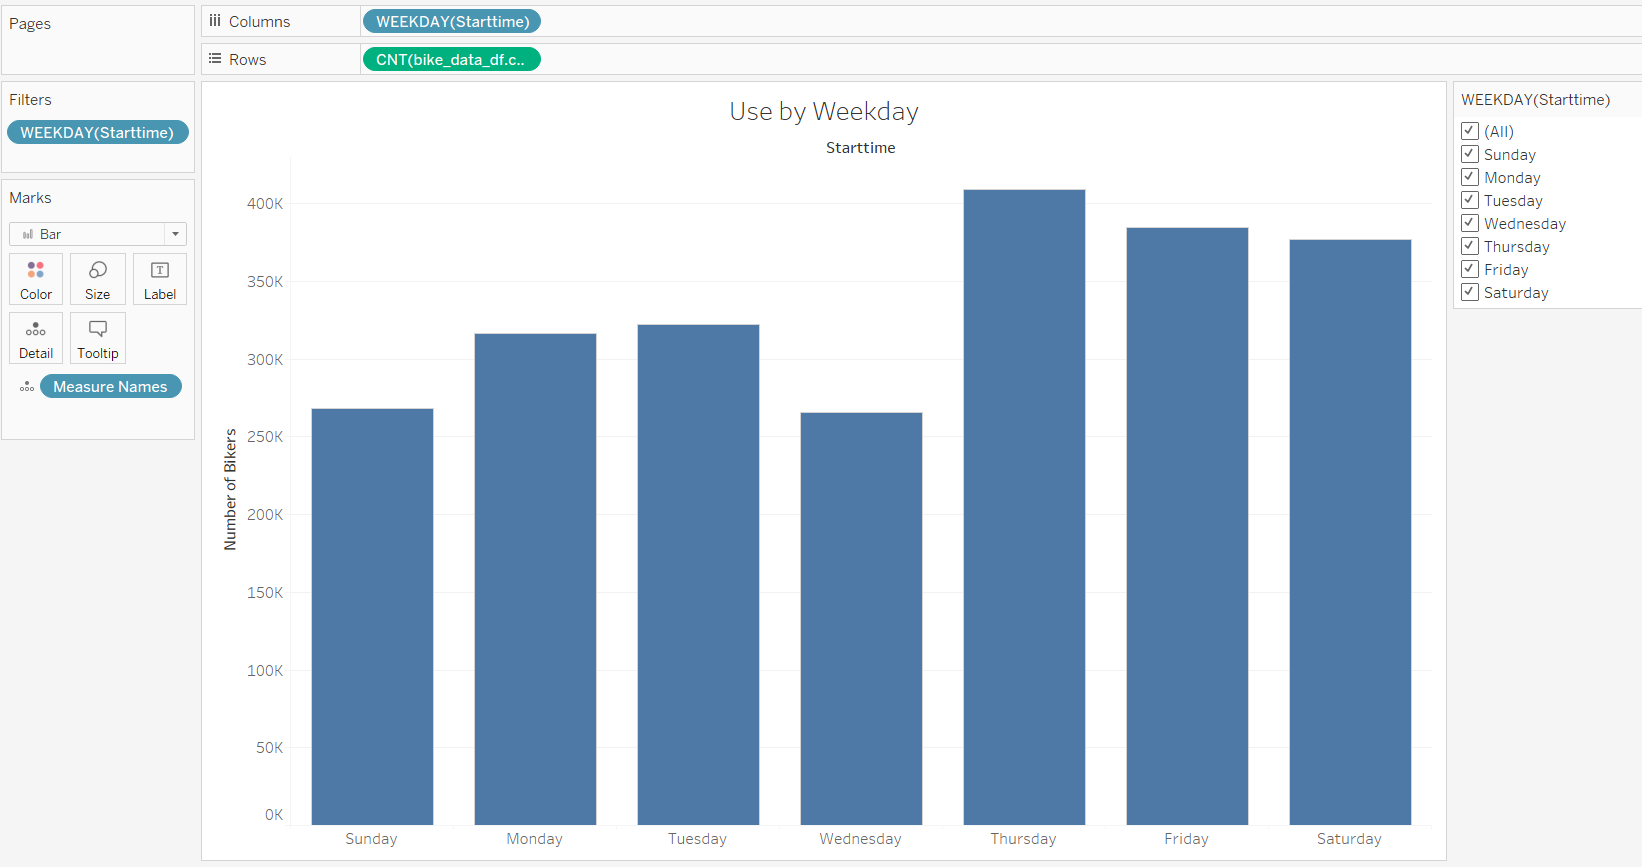 Pages
Columns
WEEKDAY(Starttime)
Rows
CNT(bike_data_df.c..
Filters
WEEKDAY(Starttime)
Marks
Bar
Color
Size
T
Label
Detail
Tooltip
Measure Names
Use by Weekday
Starttime
Number of Bikers
400K
350K
300K
250K
200K
150K
100K
50K
0K
Sunday
Monday
Tuesday
Wednesday
Thursday
Friday
Saturday
WEEKDAY(Starttime)
(All)
Sunday
Monday
Tuesday
Wednesday
Thursday
Friday
Saturday